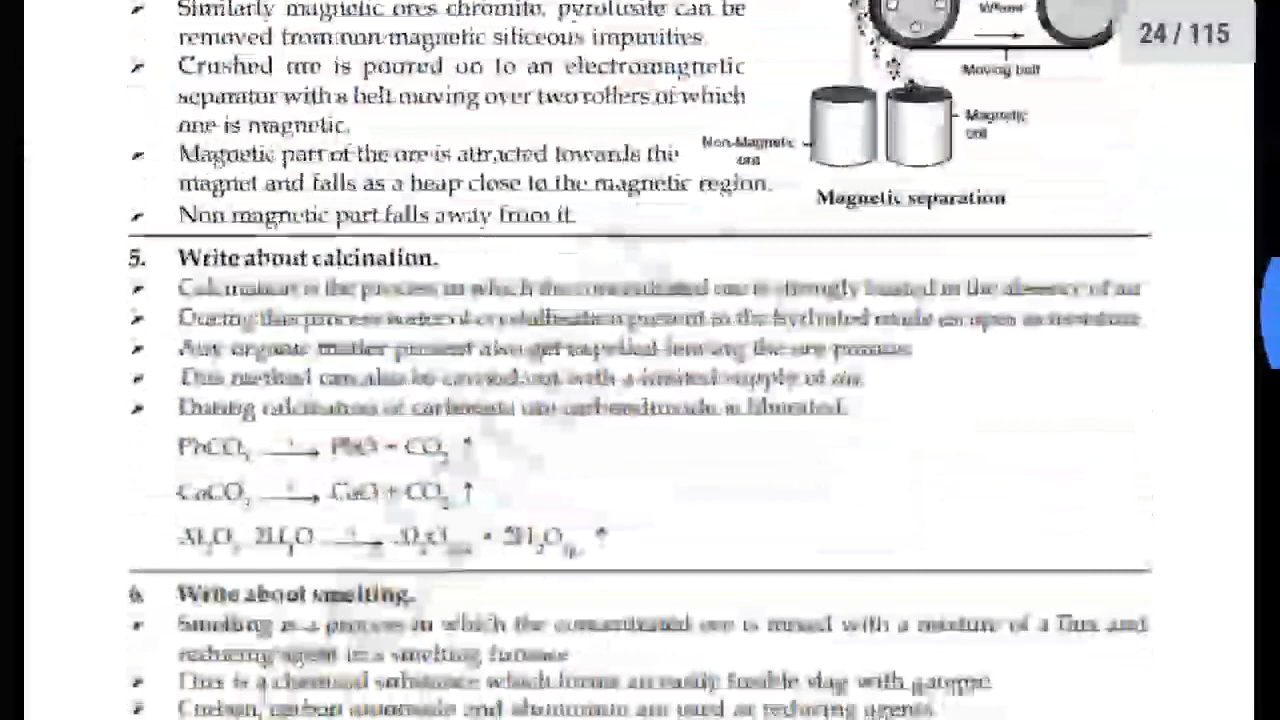 Similarly magnetic ores chromite, pyrolusite can be
removed from non magnetic siliceous impurities.
Crushed ore is poured on to an electromagnetic
separator with a belt moving over two rollers of which
one is magnetic.
Magnetic part of the ore is attracted towards the
magnet and falls as a heap close to the magnetic region.
Non magnetic part falls away from it.
24 / 115
Moving belt
Magnetic
Non-Magnetic
Magnetic separation
5. Write about calcination.
Calcination is the process in which the concentrated ore is strongly heated in the absence of air
During this process water of crystallisation present in the hydrated escapes as moisture
Any organic matter present also get expelled leaving the ore porous
This method can also be carried out with a limited supply of air.
During calcination of carbonate ore carbon dioxide is liberated.
PbCO₃ → PbO + CO₂ ↑
CaCO₃ → CaO + CO₂ ↑
6. Write about smelting.
Smelting is a process in which the concentrated ore is mixed with a mixture of a flux and
reducing agent in a smelting furnace
Flux is a chemical substance which forms an easily fusible slag with gangue.
Carbon, carbon monoxide and aluminium are used as reducing agents.